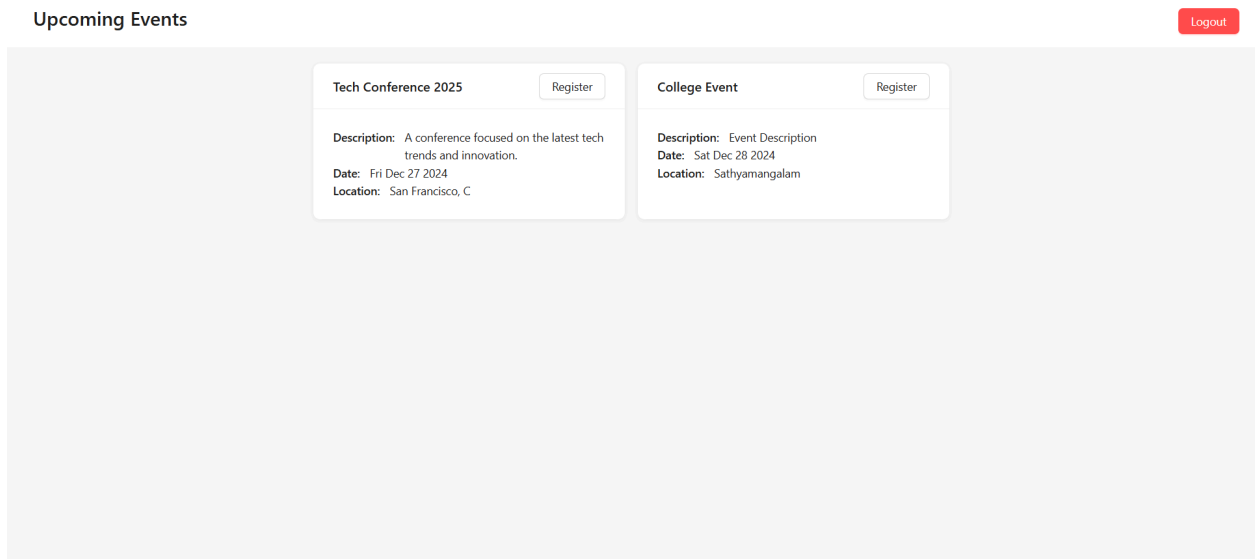 Upcoming Events
Logout
Tech Conference 2025
Register
Description: A conference focused on the latest tech
trends and innovation.
Date: Fri Dec 27 2024
Location: San Francisco, C
College Event
Register
Description: Event Description
Date: Sat Dec 28 2024
Location: Sathyamangalam